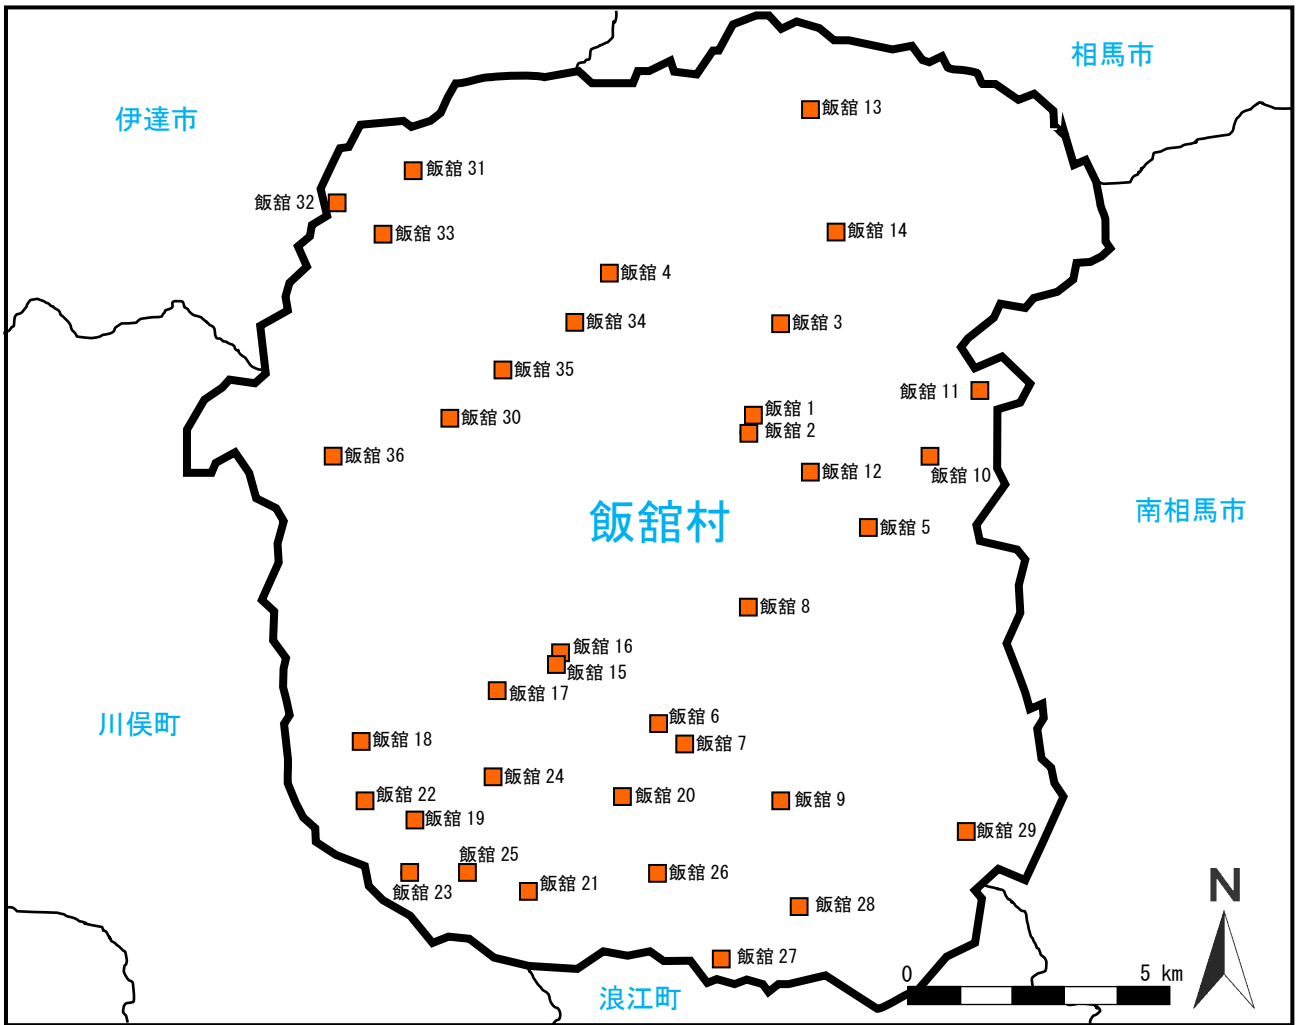 相馬市
飯舘 13
伊達市
飯舘 31
飯舘 32
飯舘 33
飯舘 14
飯舘 4
飯舘 34
飯舘 3
飯舘 35
飯舘 11
飯舘 1
飯舘 30
飯舘 2
飯舘 36
飯舘 12
飯舘 10
飯舘村
南相馬市
飯舘 5
飯舘 8
飯舘 16
飯舘 15
飯舘 17
川俣町
飯舘 6
飯舘 18
飯舘 7
飯舘 24
飯舘 22
飯舘 20
飯舘 9
飯舘 19
飯舘 29
飯舘 25
飯舘 26
飯舘 23
飯舘 21
N
飯舘 28
飯舘 27
0 5 km
浪江町